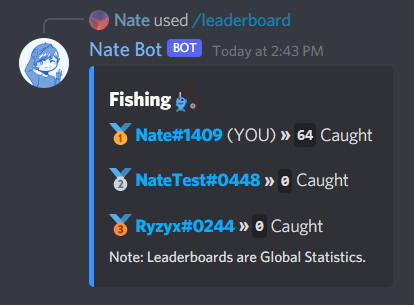 Nate used /leaderboard
Nate Bot BOT Today at 2:43 PM
Fishing
1 Nate#1409 (YOU) » 64 Caught
2 NateTest#0448 » 0 Caught
3 Ryzyx#0244 » 0 Caught
Note: Leaderboards are Global Statistics.